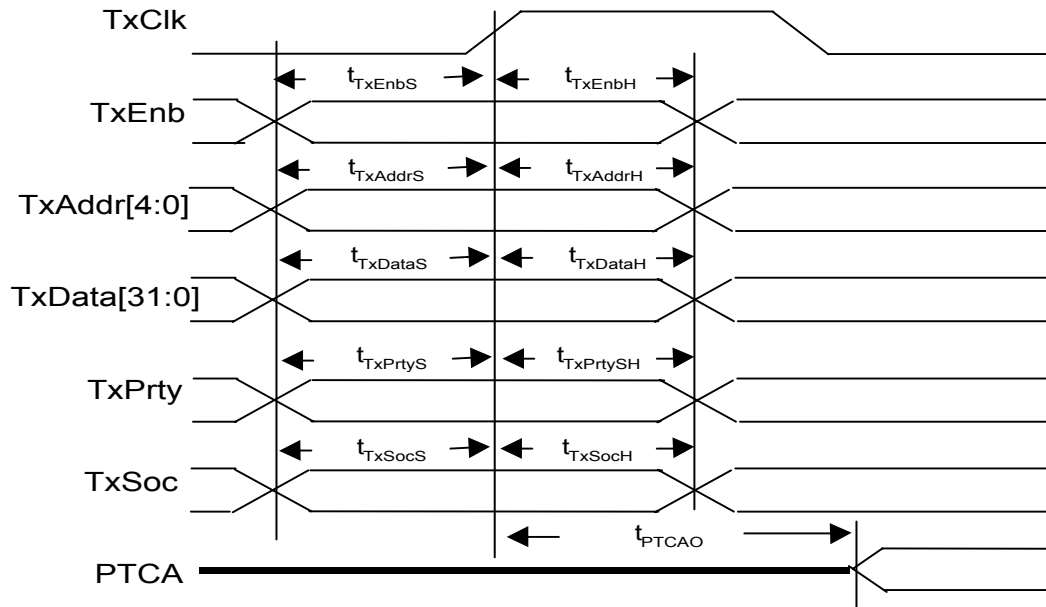 TxClk
tTxEnbS tTxEnbH
TxEnb
tTxAddrS tTxAddrH
TxAddr[4:0]
tTxDataS tTxDataH
TxData[31:0]
tTxPrtyS tTxPrtySH
TxPrty
tTxSocS tTxSocH
TxSoc
tPTCAO
PTCA